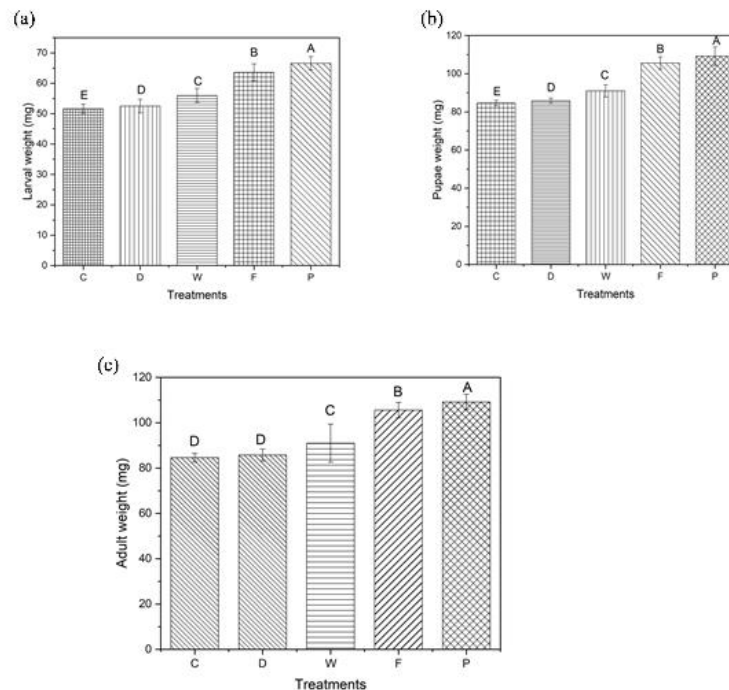 (a)
Larval weight (mg)
70
60
50
40
30
20
10
0
E
D
C
B
A
C D W F P
Treatments
(b)
Pupae weight (mg)
120
100
80
60
40
20
0
E
D
C
B
A
C D W F P
Treatments
(c)
Adult weight (mg)
120
100
80
60
40
20
0
D
D
C
B
A
C D W F P
Treatments